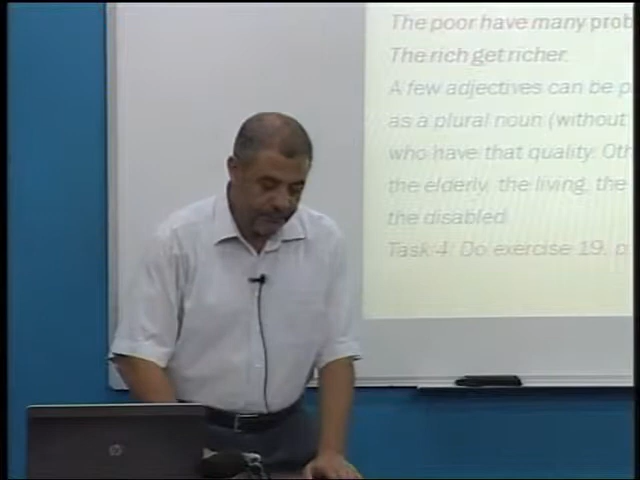 The poor have many prob
The rich get richer.
A few adjectives can be p
as a plural noun (without
who have that quality. Oth
the elderly, the living, the
the disabled
Task 4: Do exercise 19, p
hp